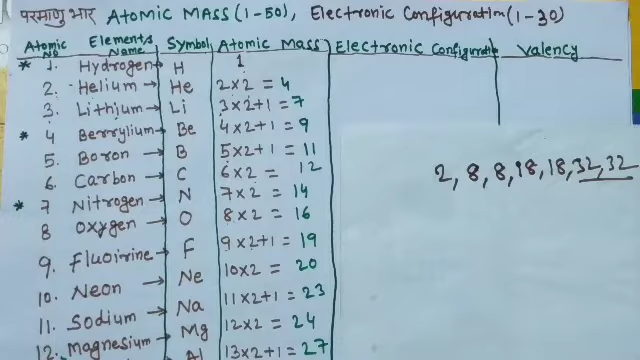 परमाणु भार ATOMIC MASS (1-50), Electronic Configuration (1-30)
Atomic No Elements Name Symbol Atomic Mass Electronic Configuration Valency
* 1. Hydrogen → H 1
2. Helium → He 2×2 = 4
3. Lithium → Li 3×2+1 = 7
* 4 Berrylium → Be 4×2+1 = 9
5. Boron → B 5×2+1 = 11
6. Carbon → C 6×2 = 12
* 7 Nitrogen → N 7×2 = 14
8 Oxygen → O 8×2 = 16
9. Fluoirine → F 9×2+1 = 19
10. Neon → Ne 10×2 = 20
11. Sodium → Na 11×2+1 = 23
12. Magnesium → Mg 12×2 = 24
Al 13×2+1 = 27
2, 8, 8, 18, 18, 32, 32